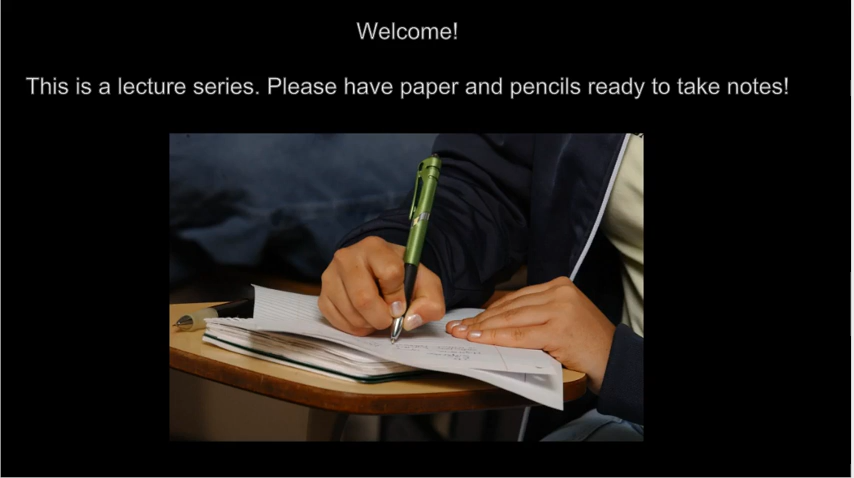 Welcome!
This is a lecture series. Please have paper and pencils ready to take notes!